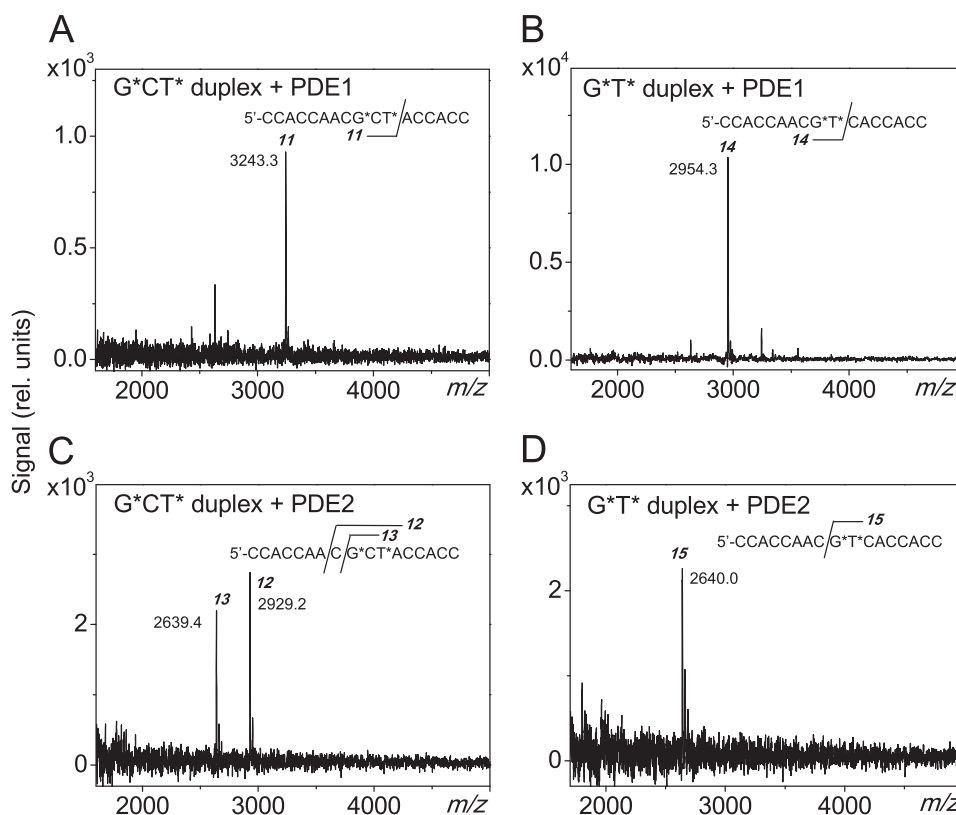 A
x10³
G*CT* duplex + PDE1
5'-CCACCAACG*CT*ACCACC
11
11
3243.3
1.0
0.5
0.0
2000
3000
4000
m/z
B
x10⁴
G*T* duplex + PDE1
5'-CCACCAACG*T*CACCACC
14
14
2954.3
1.0
0.5
0.0
2000
3000
4000
m/z
Signal (rel. units)
C
x10³
G*CT* duplex + PDE2
12
13
5'-CCACCAACG*CT*ACCACC
12
13
2929.2
2639.4
2
0
2000
3000
4000
m/z
D
x10³
G*T* duplex + PDE2
15
5'-CCACCAACG*T*CACCACC
15
2640.0
2
0
2000
3000
4000
m/z